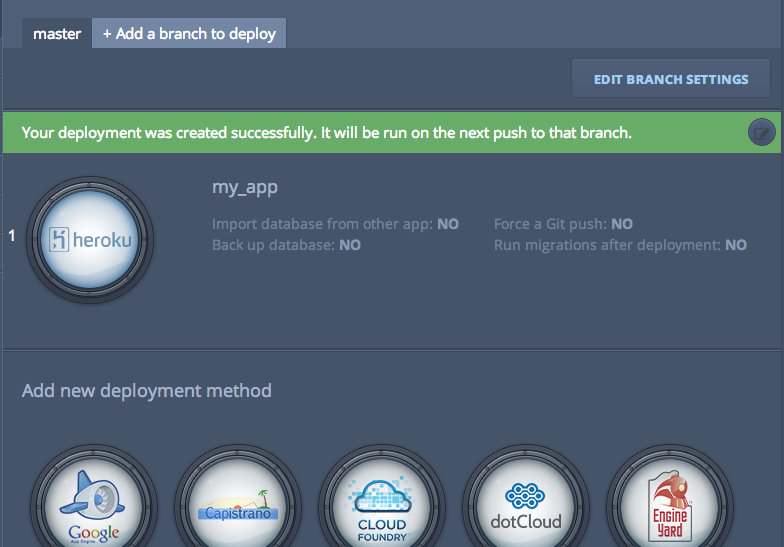 master
+ Add a branch to deploy
EDIT BRANCH SETTINGS
Your deployment was created successfully. It will be run on the next push to that branch.
1
heroku
my_app
Import database from other app: NO
Force a Git push: NO
Back up database: NO
Run migrations after deployment: NO
Add new deployment method
Google
App Engine
Capistrano
CLOUD
FOUNDRY
dotCloud
Engine
Yard